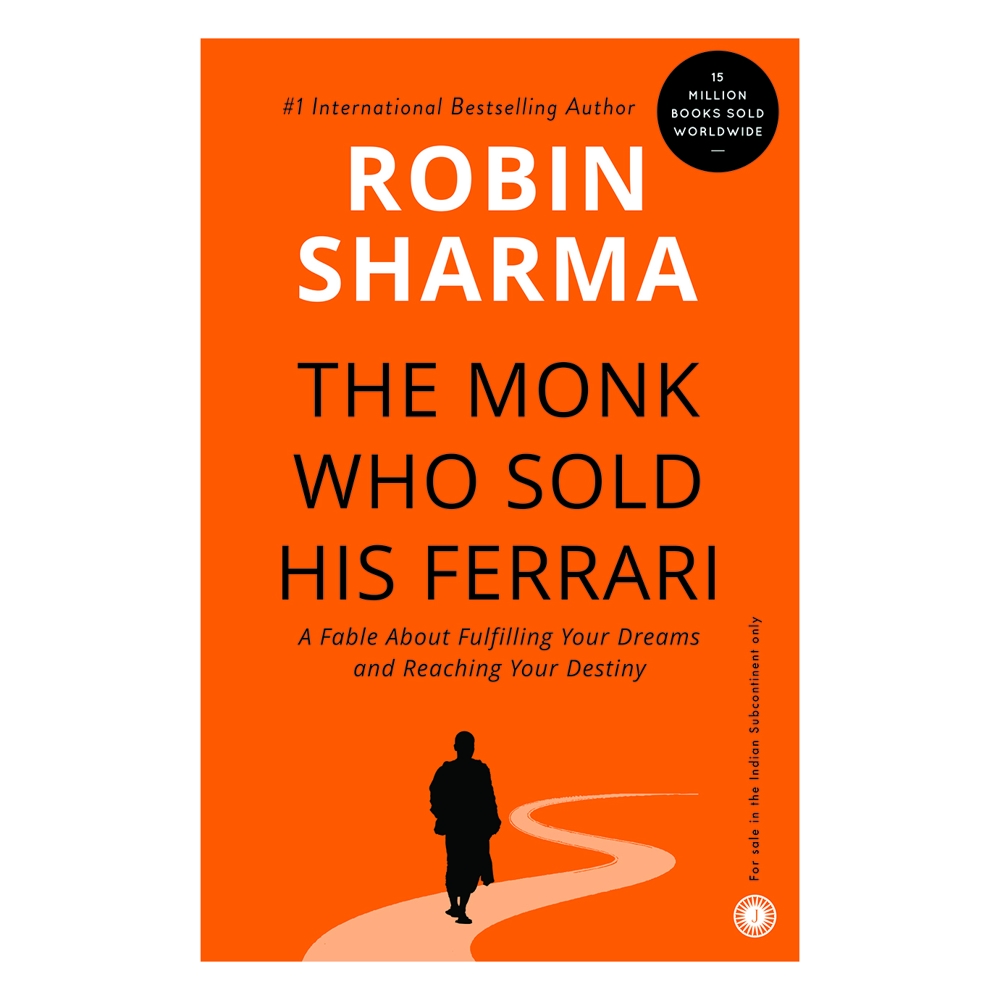 #1 International Bestselling Author
15
MILLION
BOOKS SOLD
WORLDWIDE
ROBIN
SHARMA
THE MONK
WHO SOLD
HIS FERRARI
A Fable About Fulfilling Your Dreams
and Reaching Your Destiny
For sale in the Indian Subcontinent only
J